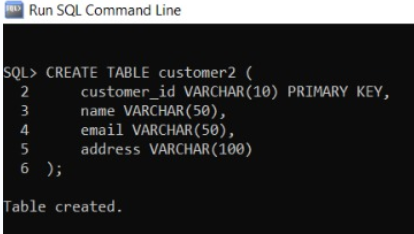 Run SQL Command Line
SQL> CREATE TABLE customer2 (
  2      customer_id VARCHAR(10) PRIMARY KEY,
  3      name VARCHAR(50),
  4      email VARCHAR(50),
  5      address VARCHAR(100)
  6  );
Table created.